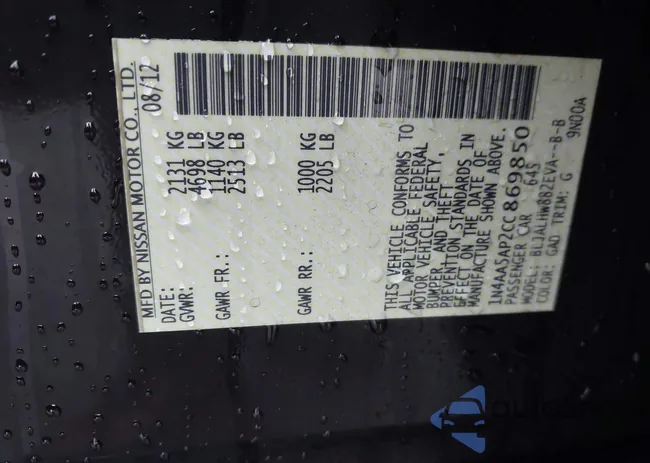 MFD BY NISSAN MOTOR CO., LTD.
DATE: 08/12
GVWR: 2131 KG
4698 LB
GAWR FR.: 1140 KG
2513 LB
GAWR RR.: 1000 KG
2205 LB
THIS VEHICLE CONFORMS TO
ALL APPLICABLE FEDERAL
MOTOR VEHICLE SAFETY,
BUMPER, AND THEFT
PREVENTION STANDARDS IN
EFFECT ON THE DATE OF
MANUFACTURE SHOWN ABOVE.
1N4AA5AP2CC869850
PASSENGER CAR 64S
MODEL: BLJALHW882EVA--B-B
COLOR: GAD TRIM: G 9N00A